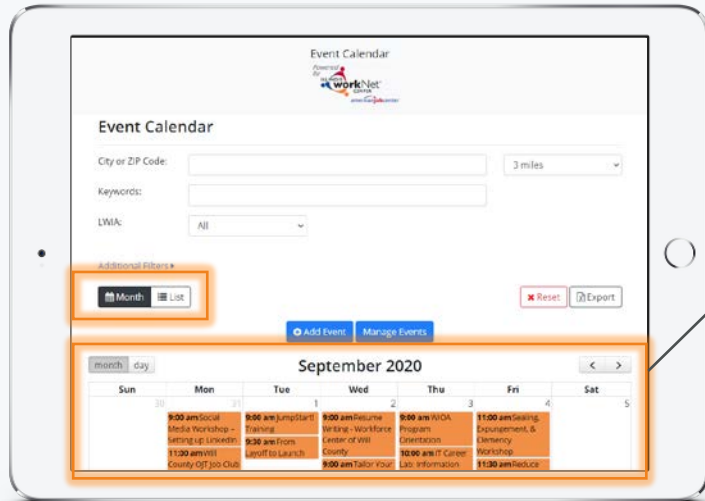 Event Calendar
Powered By
ILLINOIS workNet
CENTER
americanjobcenter
Event Calendar
City or ZIP Code:
3 miles
Keywords:
LWIA:
All
Additional Filters
Month List
Reset Export
Add Event Manage Events
month day
September 2020
< >
Sun Mon Tue Wed Thu Fri Sat
30 31 1 2 3 4 5
9:00 am Social Media Workshop – Setting up LinkedIn
11:00 am Will County OJT Job Club
9:00 am JumpStart! Training
9:30 am From Layoff to Launch
9:00 am Resume Writing - Workforce Center of Will County
9:00 am Tailor Your
9:00 am WIOA Program Orientation
10:00 am IT Career Lab: Information
11:00 am Sealing, Expungement, & Clemency Workshop
11:30 am Reduce